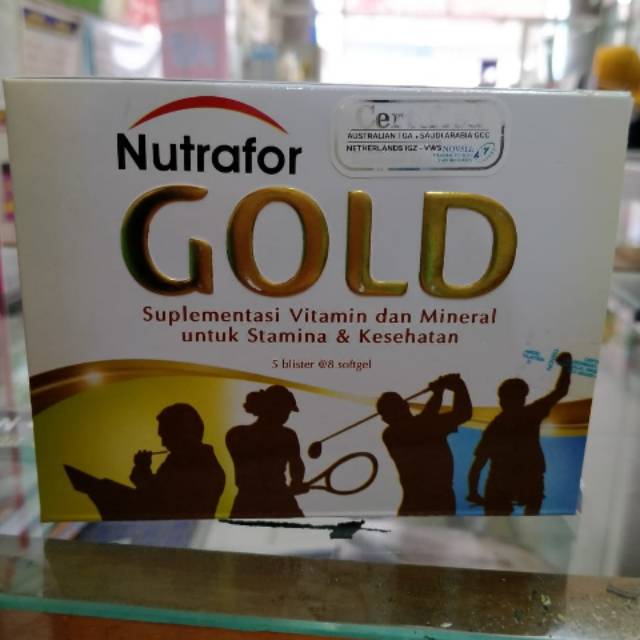 Nutrafor
Certified
AUSTRALIAN TGA , SAUDI ARABIA GCC
NETHERLANDS IGZ - VWS NOVELL
GOLD
Suplementasi Vitamin dan Mineral
untuk Stamina & Kesehatan
5 blister @8 softgel